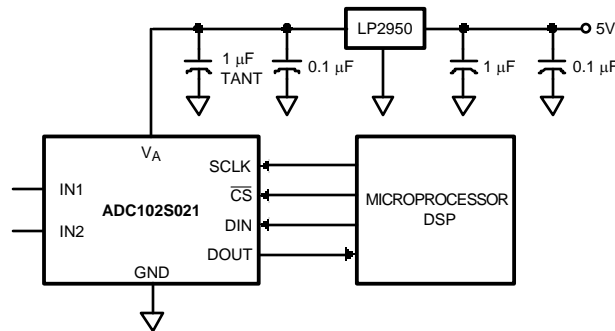 LP2950
5V
1 μF
TANT
0.1 μF
1 μF
0.1 μF
VA
SCLK
CS
DIN
DOUT
IN1
IN2
ADC102S021
GND
MICROPROCESSOR
DSP